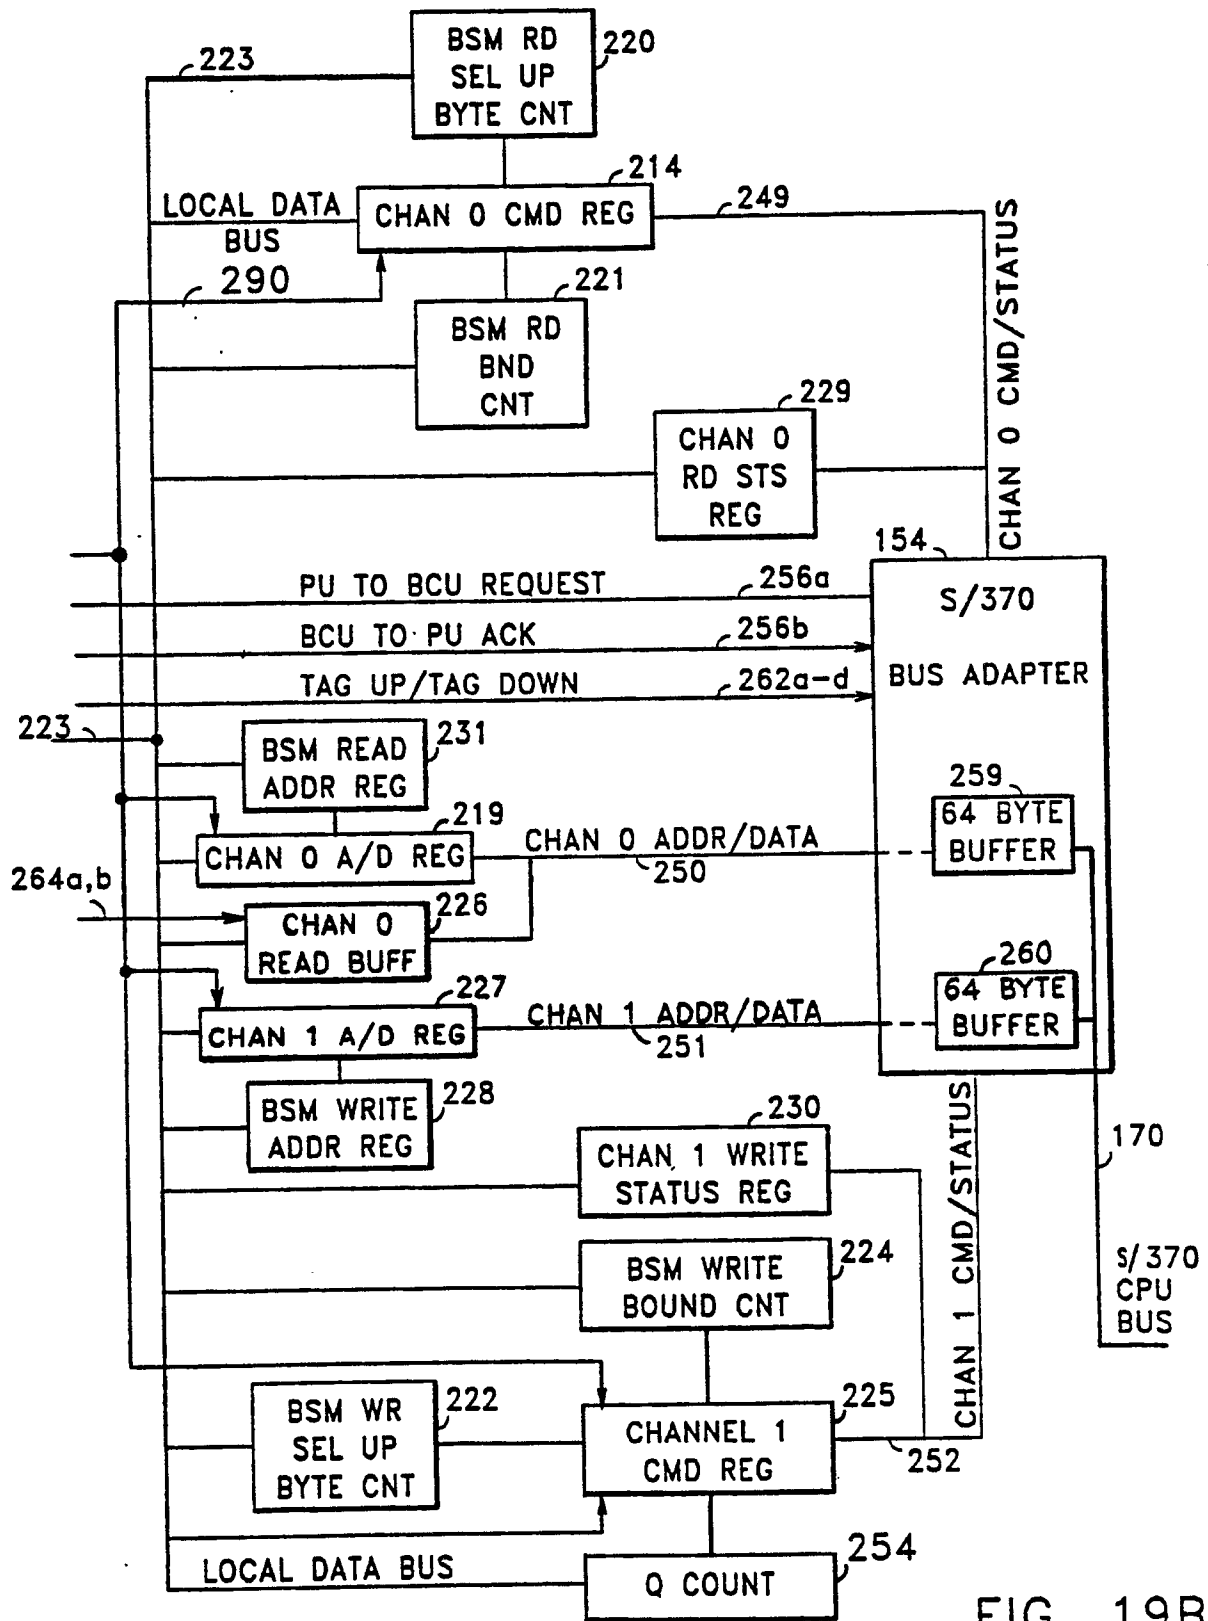 BSM RD
SEL UP
BYTE CNT
220
223
214
LOCAL DATA
BUS
CHAN 0 CMD REG
249
290
221
BSM RD
BND
CNT
CHAN 0 CMD/STATUS
229
CHAN 0
RD STS
REG
154
PU TO BCU REQUEST
256a
S/370
BUS ADAPTER
BCU TO PU ACK
256b
TAG UP/TAG DOWN
262a-d
223
BSM READ
ADDR REG
231
259
64 BYTE
BUFFER
219
CHAN 0 A/D REG
CHAN 0 ADDR/DATA
250
264a,b
CHAN 0
READ BUFF
226
260
64 BYTE
BUFFER
227
CHAN 1 A/D REG
CHAN 1 ADDR/DATA
251
BSM WRITE
ADDR REG
228
230
CHAN 1 WRITE
STATUS REG
CHAN 1 CMD/STATUS
170
BSM WRITE
BOUND CNT
224
S/370
CPU
BUS
BSM WR
SEL UP
BYTE CNT
222
CHANNEL 1
CMD REG
225
252
LOCAL DATA BUS
Q COUNT
254
FIG. 19B